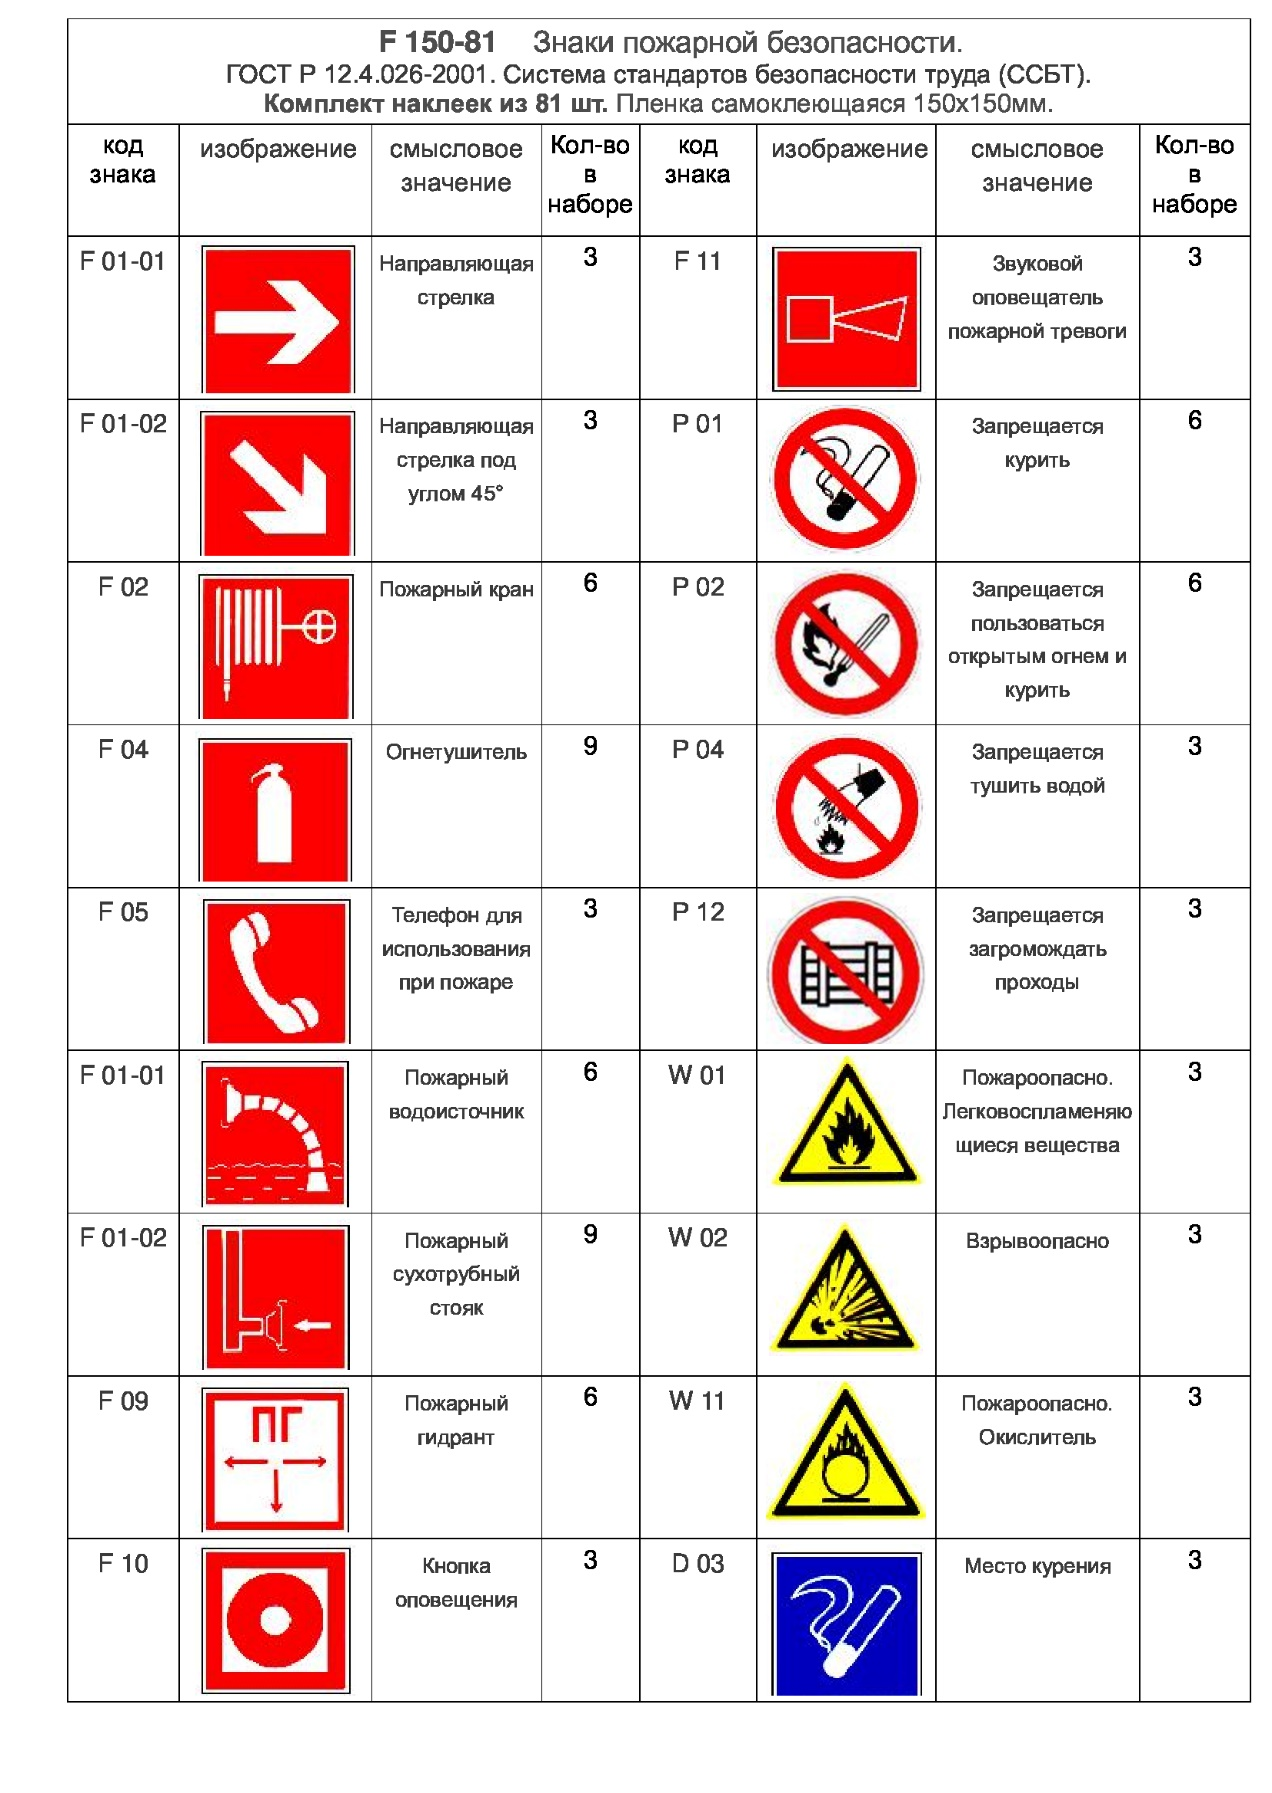 F 150-81 Знаки пожарной безопасности.
ГОСТ Р 12.4.026-2001. Система стандартов безопасности труда (ССБТ).
Комплект наклеек из 81 шт. Пленка самоклеющаяся 150х150мм.
код
знака
изображение
смысловое
значение
Кол-во
в
наборе
код
знака
изображение
смысловое
значение
Кол-во
в
наборе
F 01-01
Направляющая
стрелка
3
F 11
Звуковой
оповещатель
пожарной тревоги
3
F 01-02
Направляющая
стрелка под
углом 45°
3
P 01
Запрещается
курить
6
F 02
Пожарный кран
6
P 02
Запрещается
пользоваться
открытым огнем и
курить
6
F 04
Огнетушитель
9
P 04
Запрещается
тушить водой
3
F 05
Телефон для
использования
при пожаре
3
P 12
Запрещается
загромождать
проходы
3
F 01-01
Пожарный
водоисточник
6
W 01
Пожароопасно.
Легковоспламеняю
щиеся вещества
3
F 01-02
Пожарный
сухотрубный
стояк
9
W 02
Взрывоопасно
3
F 09
ПГ
Пожарный
гидрант
6
W 11
Пожароопасно.
Окислитель
3
F 10
Кнопка
оповещения
3
D 03
Место курения
3